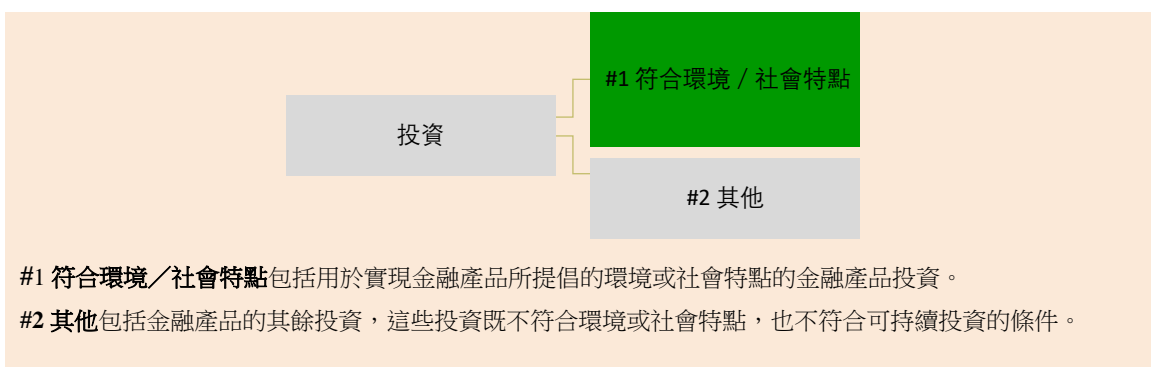 #1 符合環境／社會特點
投資
#2 其他
#1 符合環境／社會特點包括用於實現金融產品所提倡的環境或社會特點的金融產品投資。
#2 其他包括金融產品的其餘投資，這些投資既不符合環境或社會特點，也不符合可持續投資的條件。